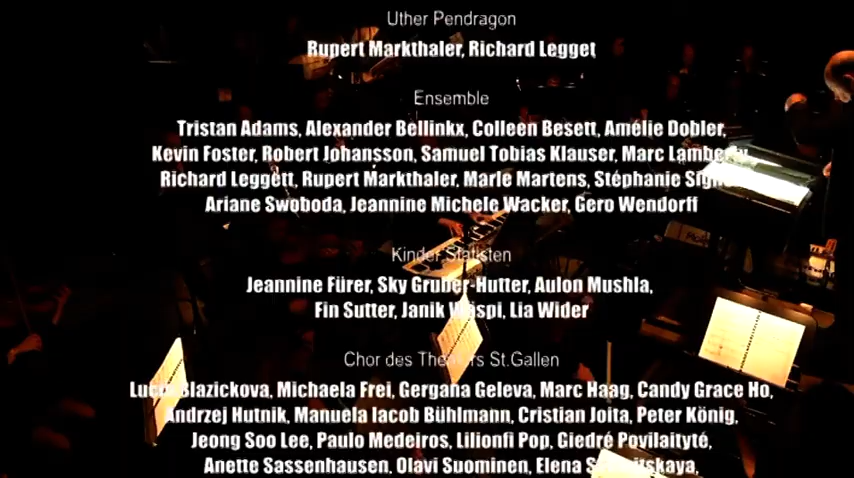 Uther Pendragon
Rupert Markthaler, Richard Legget
Ensemble
Tristan Adams, Alexander Bellinkx, Colleen Besett, Amélie Dobler,
Kevin Foster, Robert Johansson, Samuel Tobias Klauser, Marc
Richard Leggett, Rupert Markthaler, Marle Martens, Stéphanie
Ariane Swoboda, Jeannine Michele Wacker, Gero Wendorff
Kinder Statisten
Jeannine Fürer, Sky Gruber-Hutter, Aulon Mushla,
Fin Sutter, Janik Lia Wider
Chor des Theaters St.Gallen
Blazickova, Michaela Frei, Gergana Geleva, Marc Haag, Candy Grace Ho,
Andrzej Hutnik, Manuela Iacob Bühlmann, Cristian Joita, Peter König,
Jeong Soo Lee, Paulo Medeiros, Lilionfi Pop, Giedré Povilaityté,
Anette Sassenhausen, Olavi Suominen, Elena